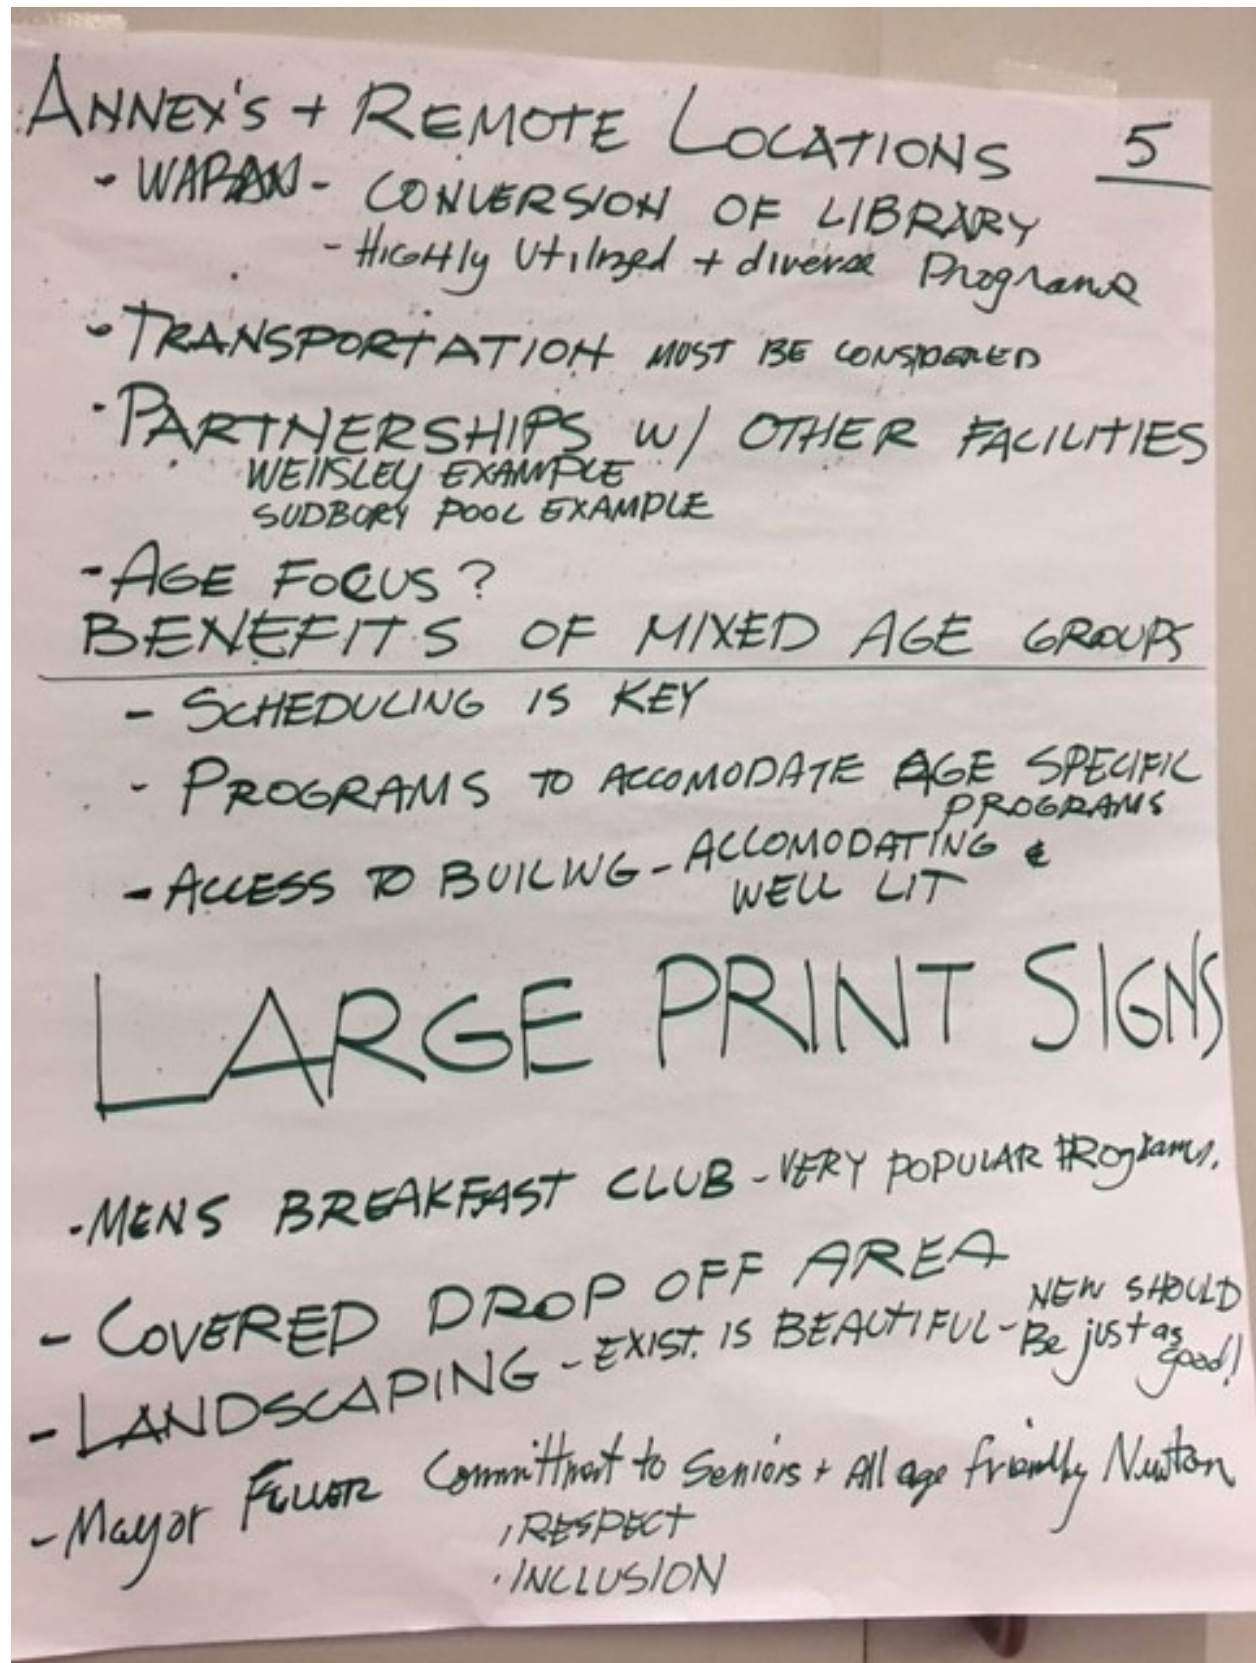 ANNEX'S + REMOTE LOCATIONS 5
- WABAN - CONVERSION OF LIBRARY
- Highly Utilized + diverse Programs
- TRANSPORTATION MUST BE CONSIDERED
- PARTNERSHIPS W/ OTHER FACILITIES
WELLSLEY EXAMPLE
SUDBORY POOL EXAMPLE
- AGE FOCUS?
BENEFITS OF MIXED AGE GROUPS
- SCHEDULING IS KEY
- PROGRAMS TO ACCOMODATE AGE SPECIFIC
PROGRAMS
- ACCESS TO BUILING - ACCOMODATING &
WELL LIT
LARGE PRINT SIGNS
- MENS BREAKFAST CLUB - VERY POPULAR PROgrams.
- COVERED DROP OFF AREA
- LANDSCAPING - EXIST. IS BEAUTIFUL - NEW SHOULD
Be just as
good!
- Mayor FULLER Committment to Seniors + All age friendly Newton
. RESPECT
. INCLUSION